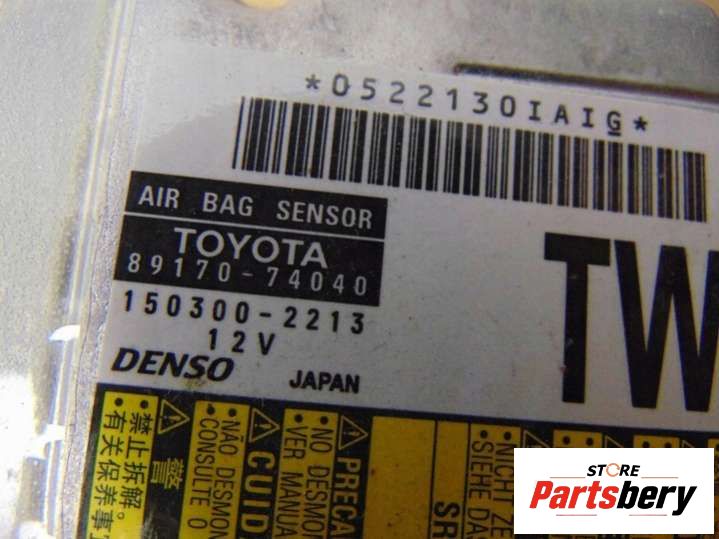 *0522130IAIG*
AIR BAG SENSOR
TOYOTA
89170-74040
150300-2213
12V
DENSO JAPAN
TW
警
禁止拆解。
有关保养事
CUID
NÃO DESMON
CONSULTE O
PRECA
NO DESMO
VER MANUA
SR
NICHT ZE
SIEHE DA
STORE
Partsbery